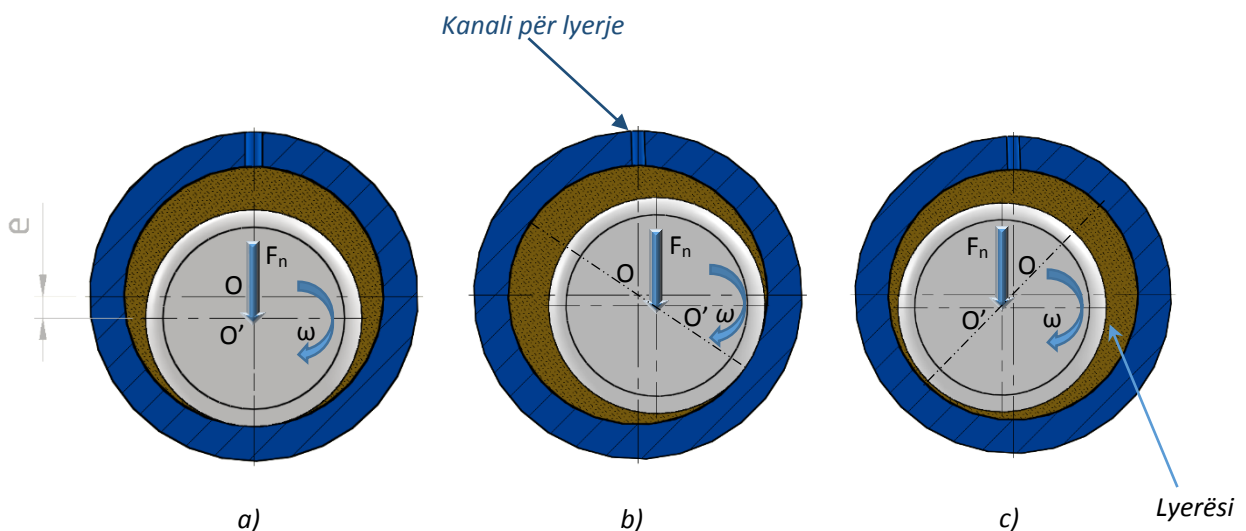 Kanali për lyerje
e
Fn
O
O’
ω
a)
Fn
O
O’
ω
b)
Fn
O
O’
ω
c)
Lyerësi